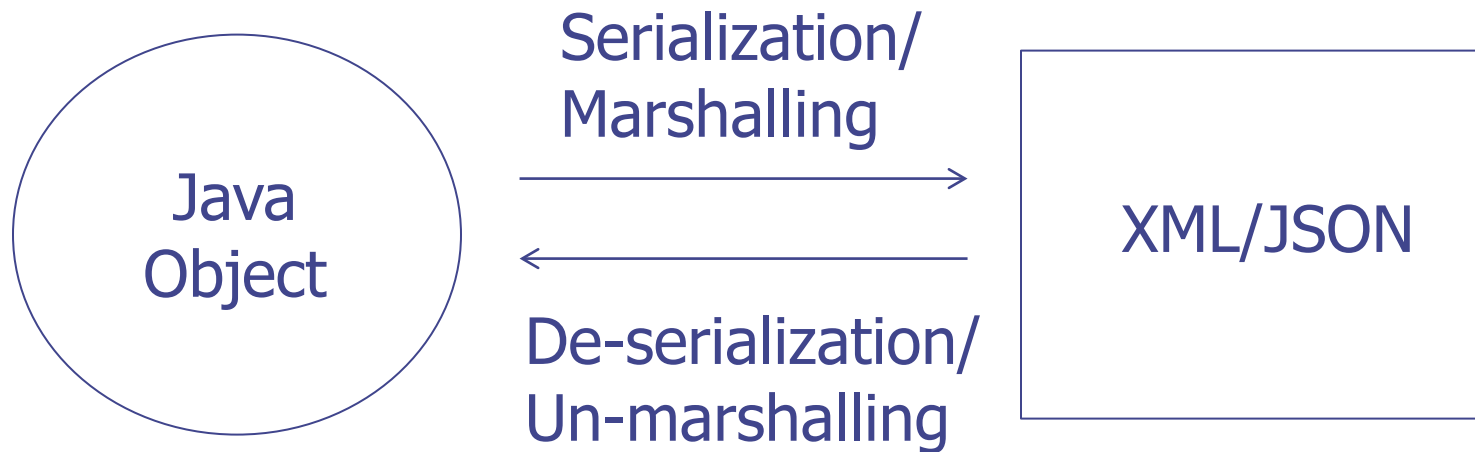 Serialization/
Marshalling
Java
Object
XML/JSON
De-serialization/
Un-marshalling